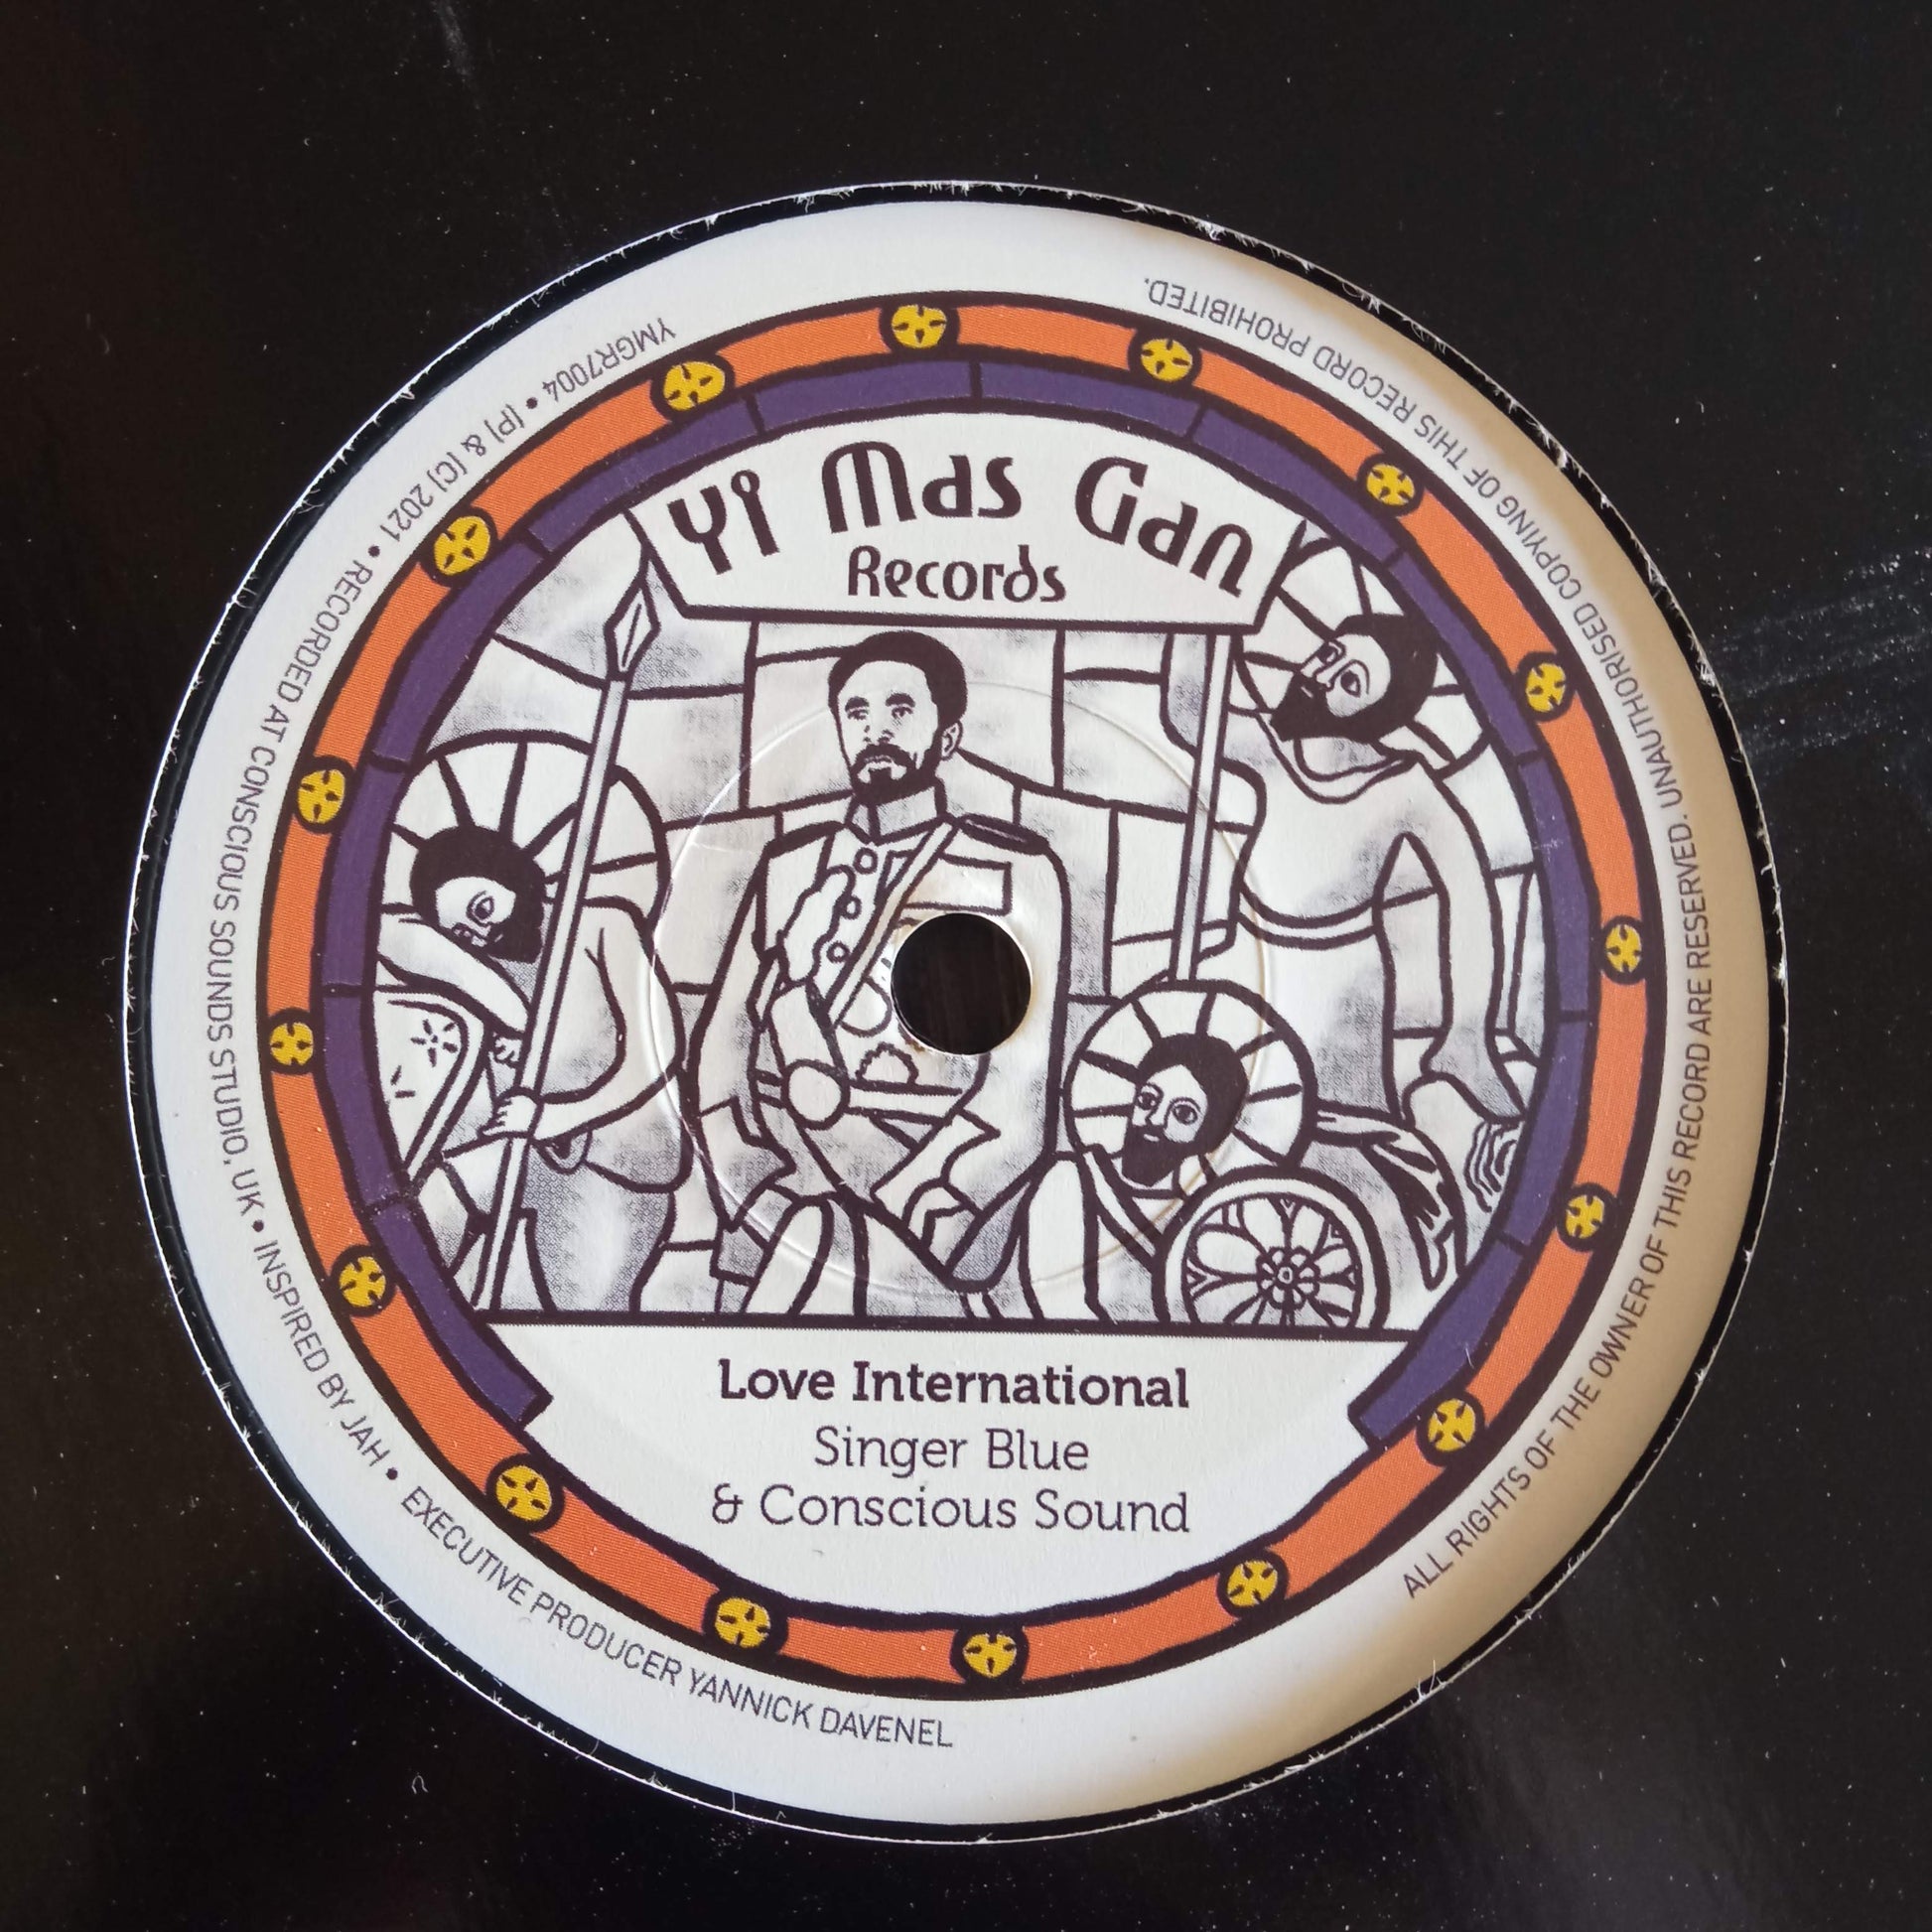 Yi Mas Gan
Records
Love International
Singer Blue
& Conscious Sound
YMGR7004 • (P) & (C) 2021 • RECORDED AT CONSCIOUS SOUNDS STUDIO. UK • INSPIRED BY JAH • EXECUTIVE PRODUCER YANNICK DAVENEL
ALL RIGHTS OF THE OWNER OF THIS RECORD ARE RESERVED. UNAUTHORISED COPYING OF THIS RECORD PROHIBITED.